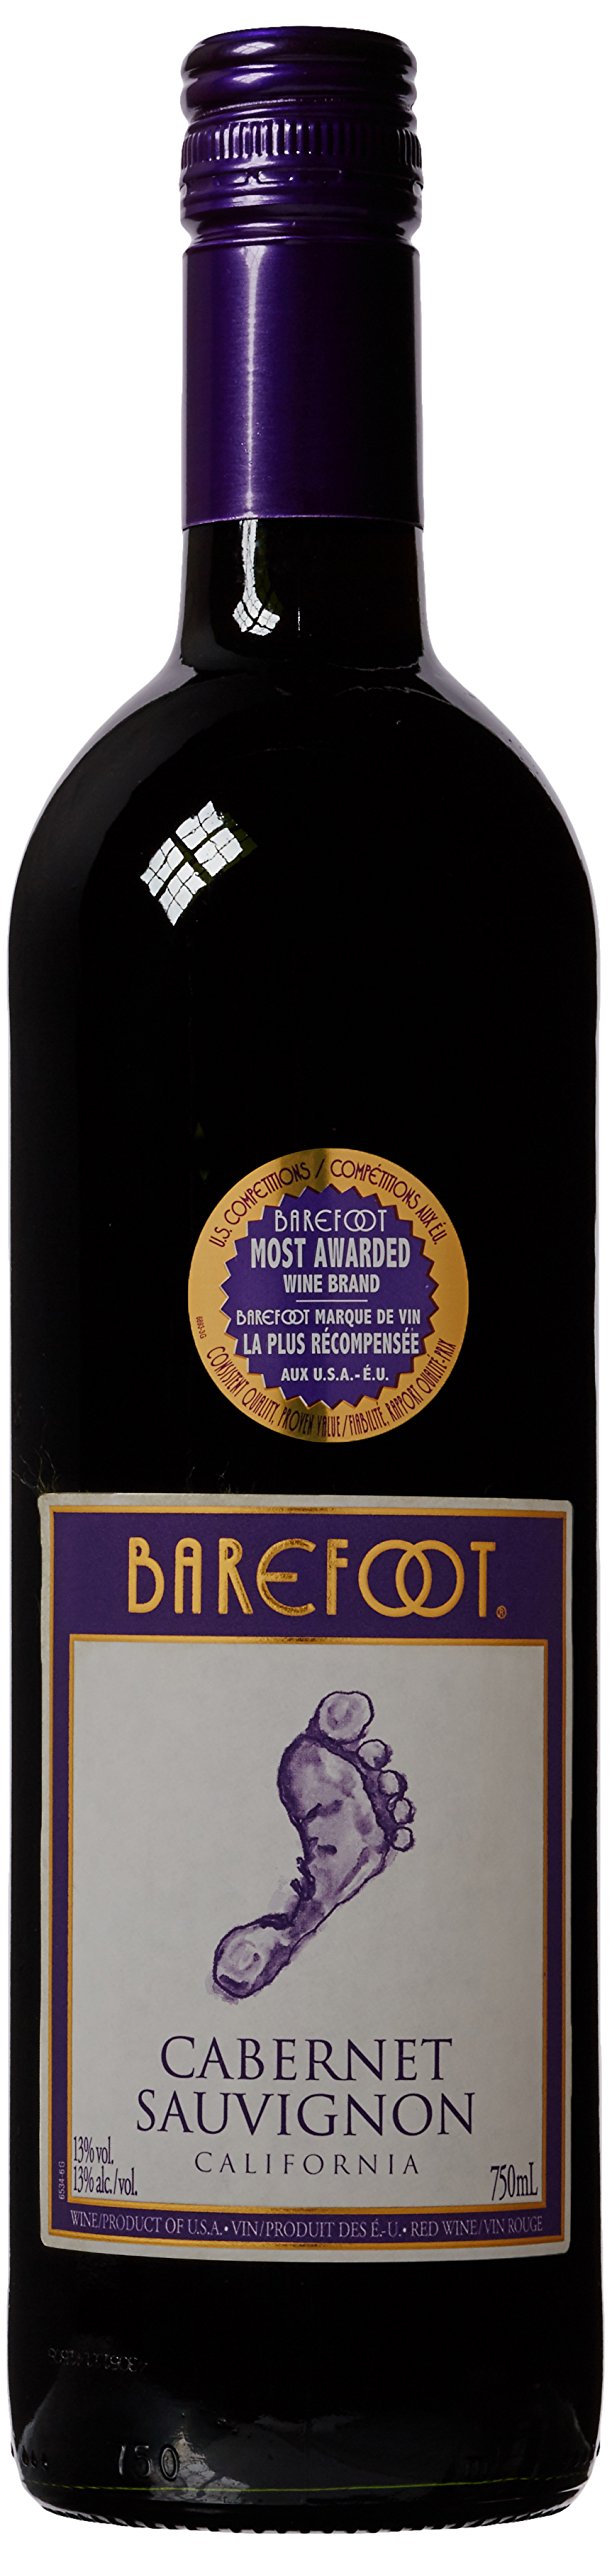 U.S. COMPETITIONS / COMPÉTITIONS AUX ÉU.
BAREFOOT
MOST AWARDED
WINE BRAND
BAREFOOT MARQUE DE VIN
LA PLUS RÉCOMPENSÉE
AUX U.S.A.-É.U.
CONSISTENT QUALITY, PROVEN VALUE/FIABILITÉ, RAPPORT QUALITÉ-PRIX
BAREFOOT®
CABERNET
SAUVIGNON
CALIFORNIA
13% vol.
13% alc./vol.
750mL
WINE/PRODUCT OF U.S.A. • VIN/PRODUIT DES É.-U. • RED WINE/VIN ROUGE
150